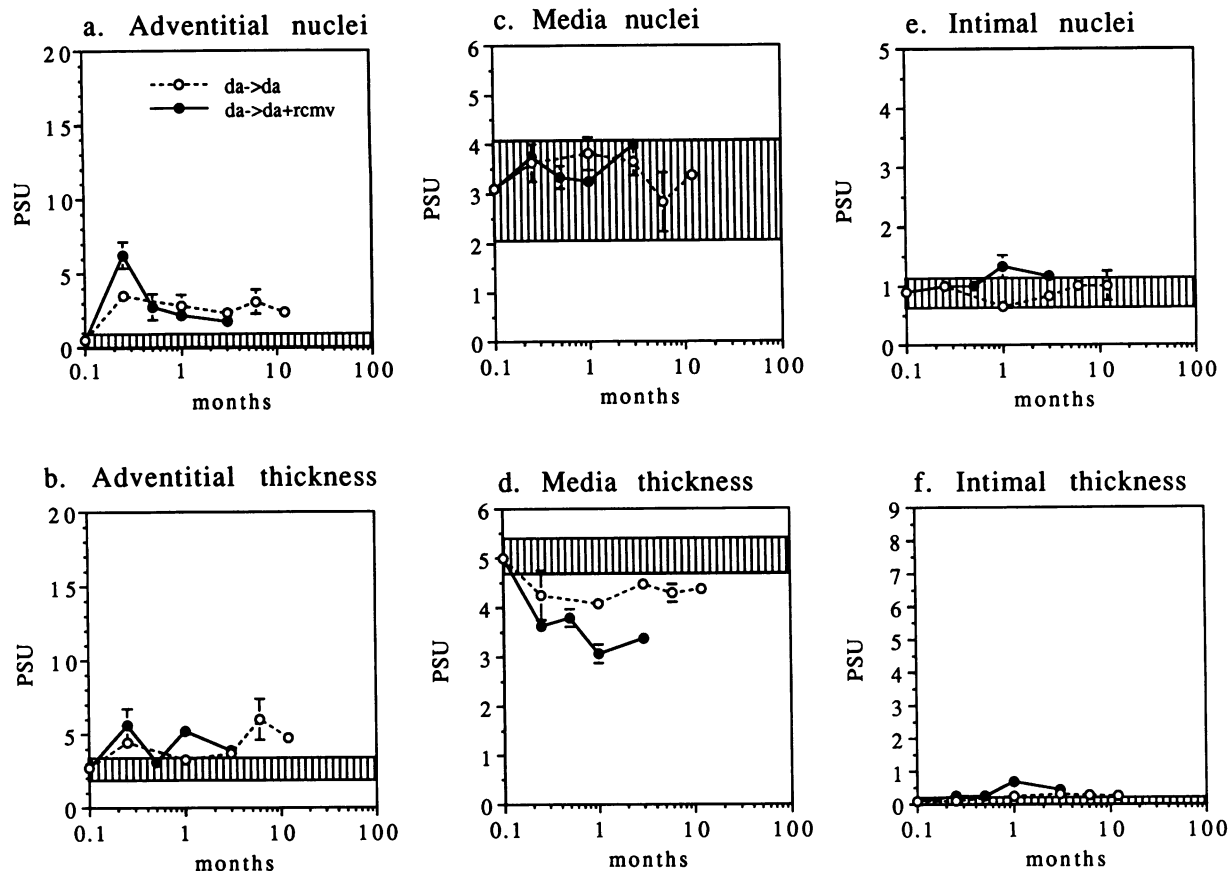 a. Adventitial nuclei
20
15
10
5
0
PSU
da->da
da->da+rcmv
0.1 1 10 100
months
c. Media nuclei
6
5
4
3
2
1
0
PSU
0.1 1 10 100
months
e. Intimal nuclei
5
4
3
2
1
0
PSU
0.1 1 10 100
months
b. Adventitial thickness
20
15
10
5
0
PSU
0.1 1 10 100
months
d. Media thickness
6
5
4
3
2
1
0
PSU
0.1 1 10 100
months
f. Intimal thickness
9
8
7
6
5
4
3
2
1
0
PSU
0.1 1 10 100
months